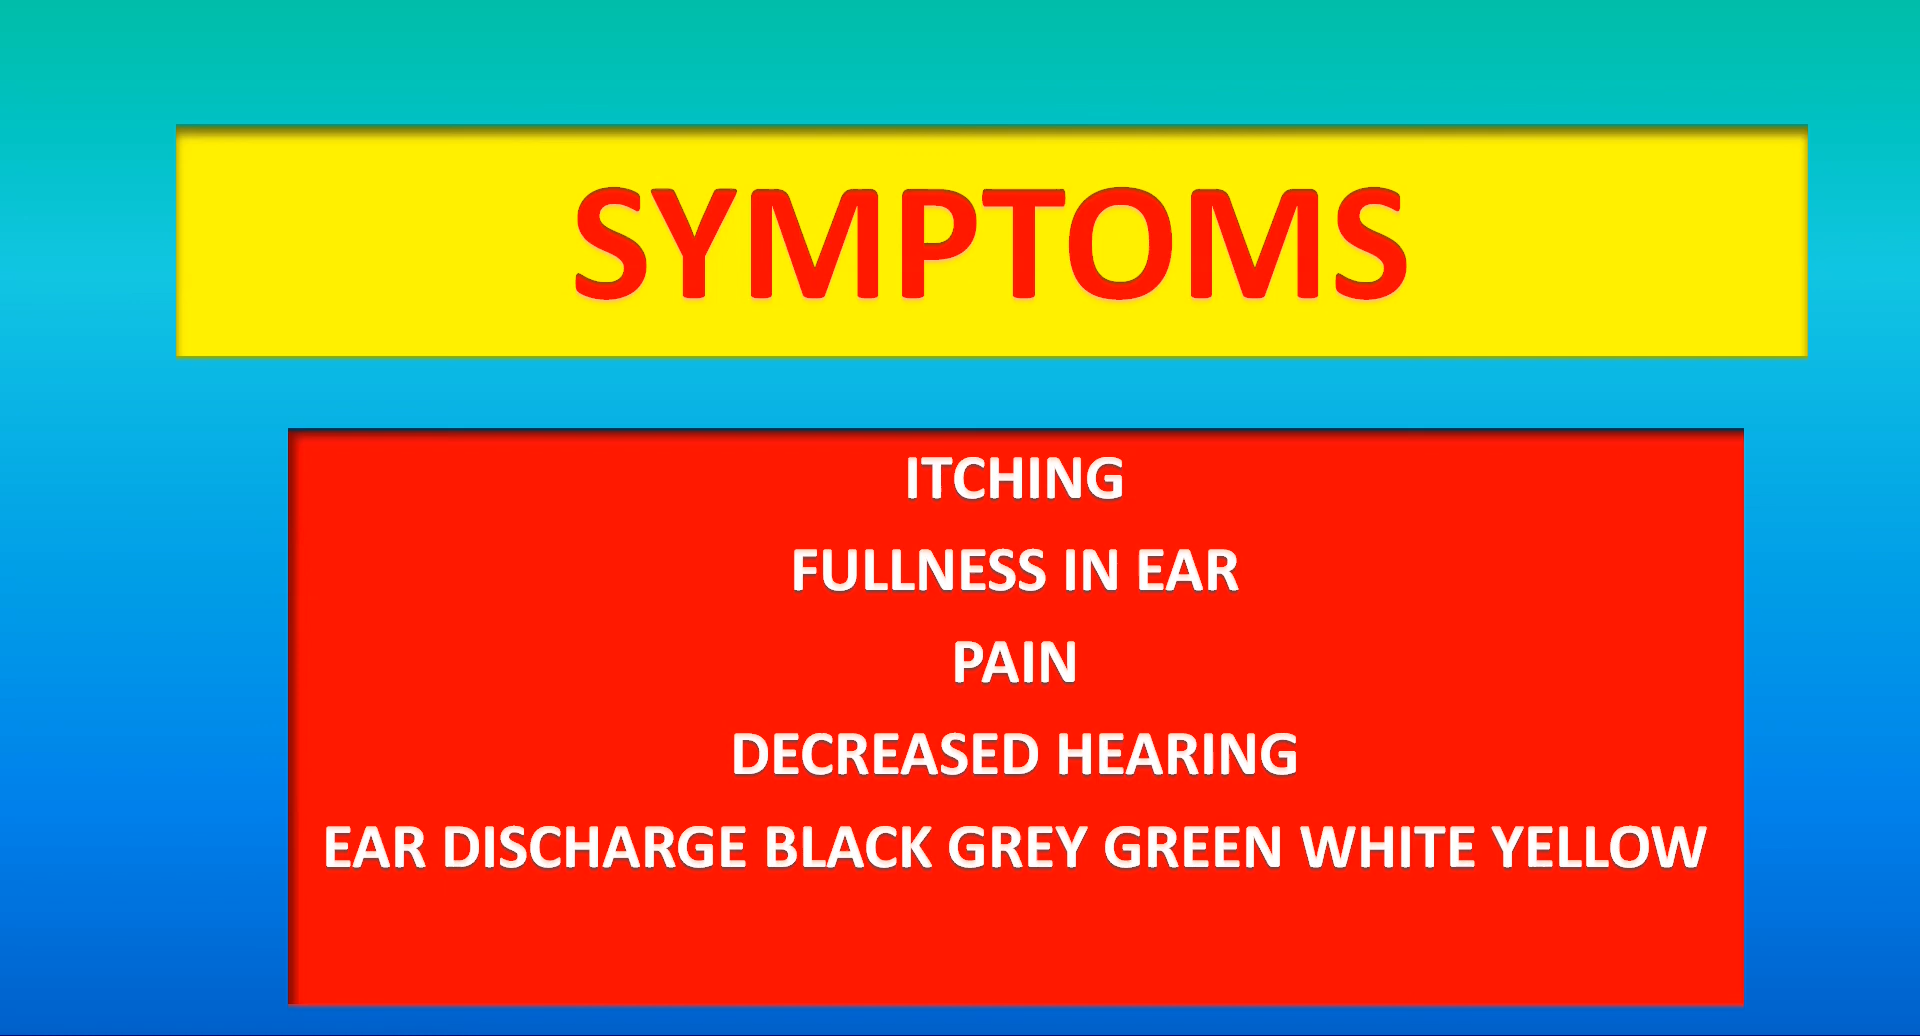 SYMPTOMS
ITCHING
FULLNESS IN EAR
PAIN
DECREASED HEARING
EAR DISCHARGE BLACK GREY GREEN WHITE YELLOW